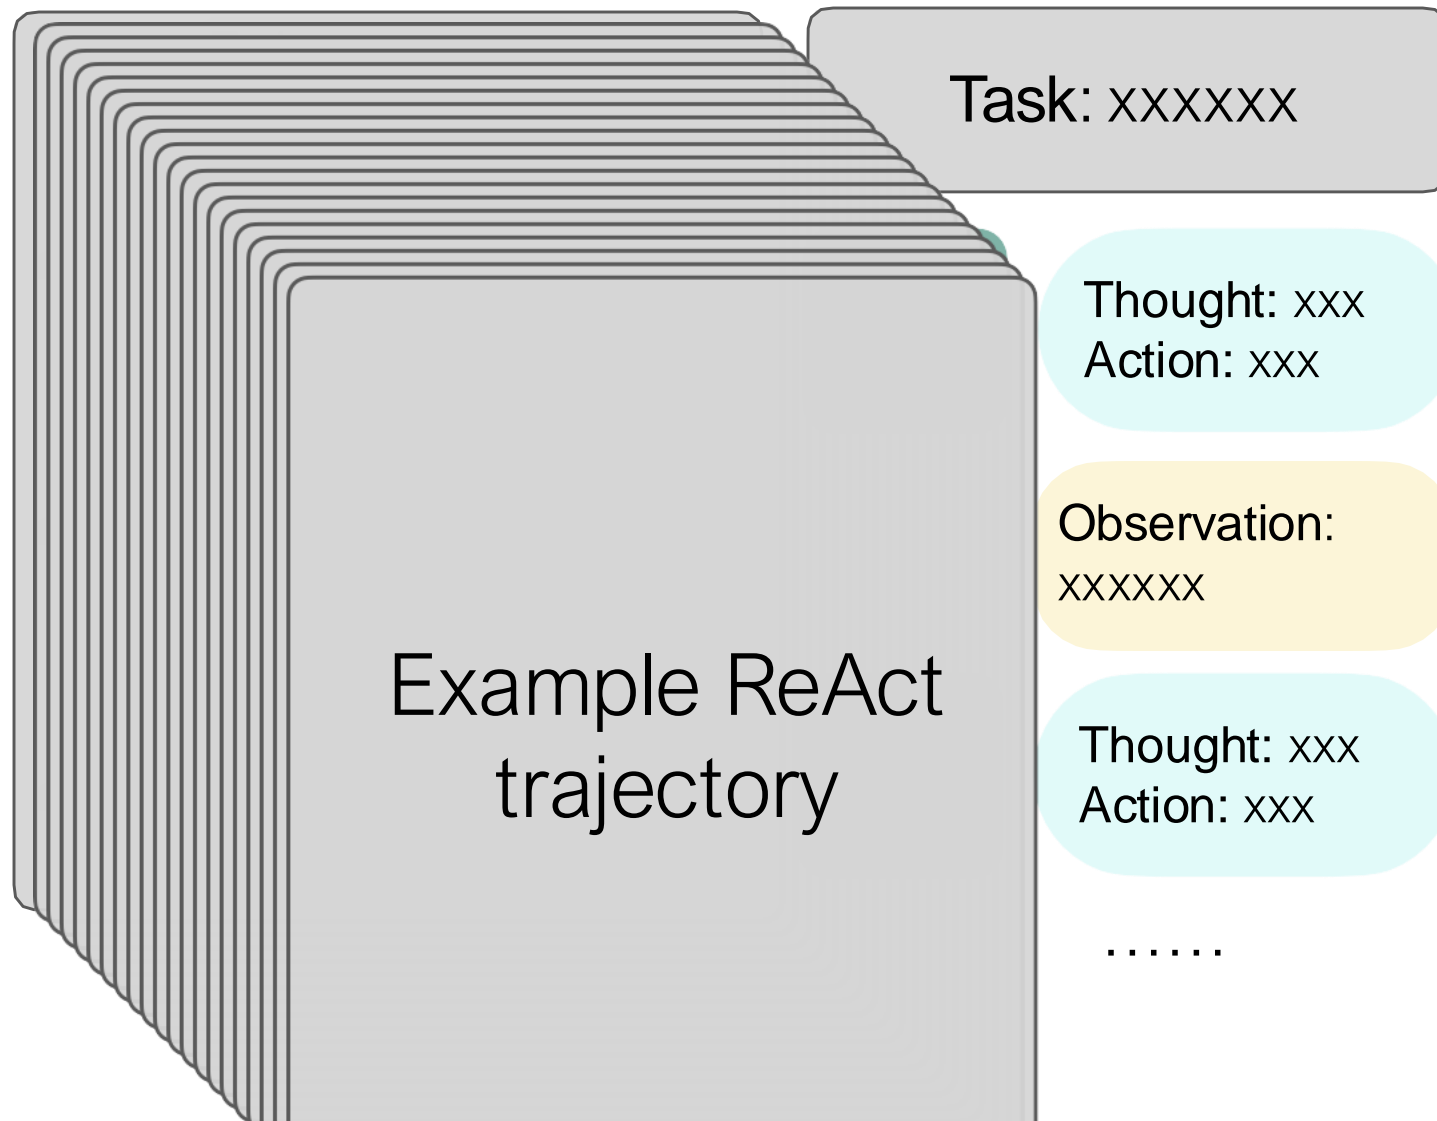 Task: xxxxxx
Thought: xxx
Action: xxx
Observation:
xxxxxx
Example ReAct
trajectory
Thought: xxx
Action: xxx
......